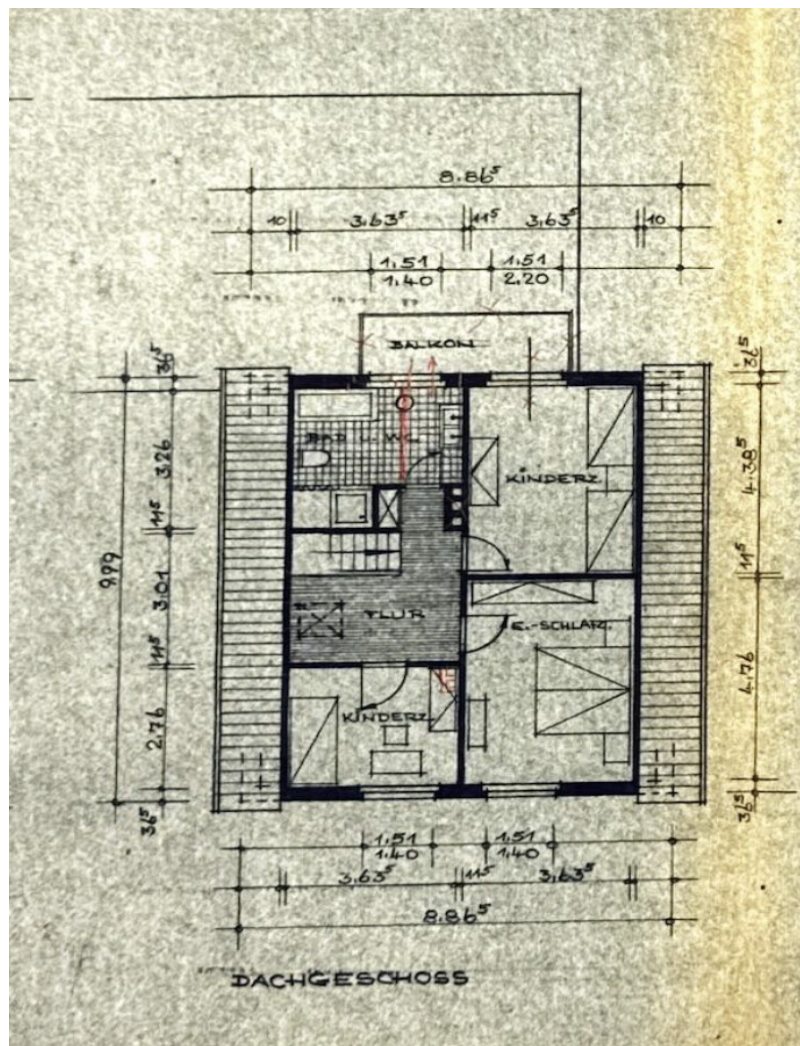 8.86⁵
10 3.63⁵ 11⁵ 3.63⁵ 10
1.51 1.51
1.40 2.20
BALKON
36⁵
36⁵
BAD U. WC
3.26
4.38⁵
KINDERZ.
11⁵
11⁵
9.99
3.01
FLUR
E.-SCHLAFZ.
11⁵
4.76
2.76
KINDERZ.
36⁵
36⁵
1.51 1.51
1.40 1.40
3.63⁵ 11⁵ 3.63⁵
8.86⁵
DACHGESCHOSS